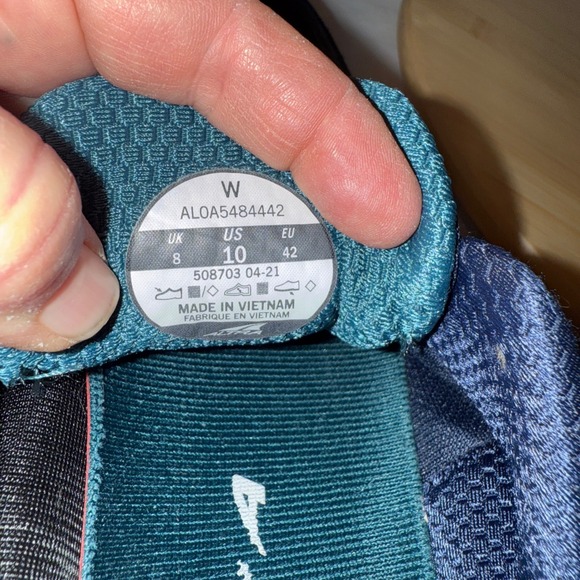 W
AL0A5484442
UK US EU
8 10 42
508703 04-21
MADE IN VIETNAM
FABRIQUE EN VIETNAM